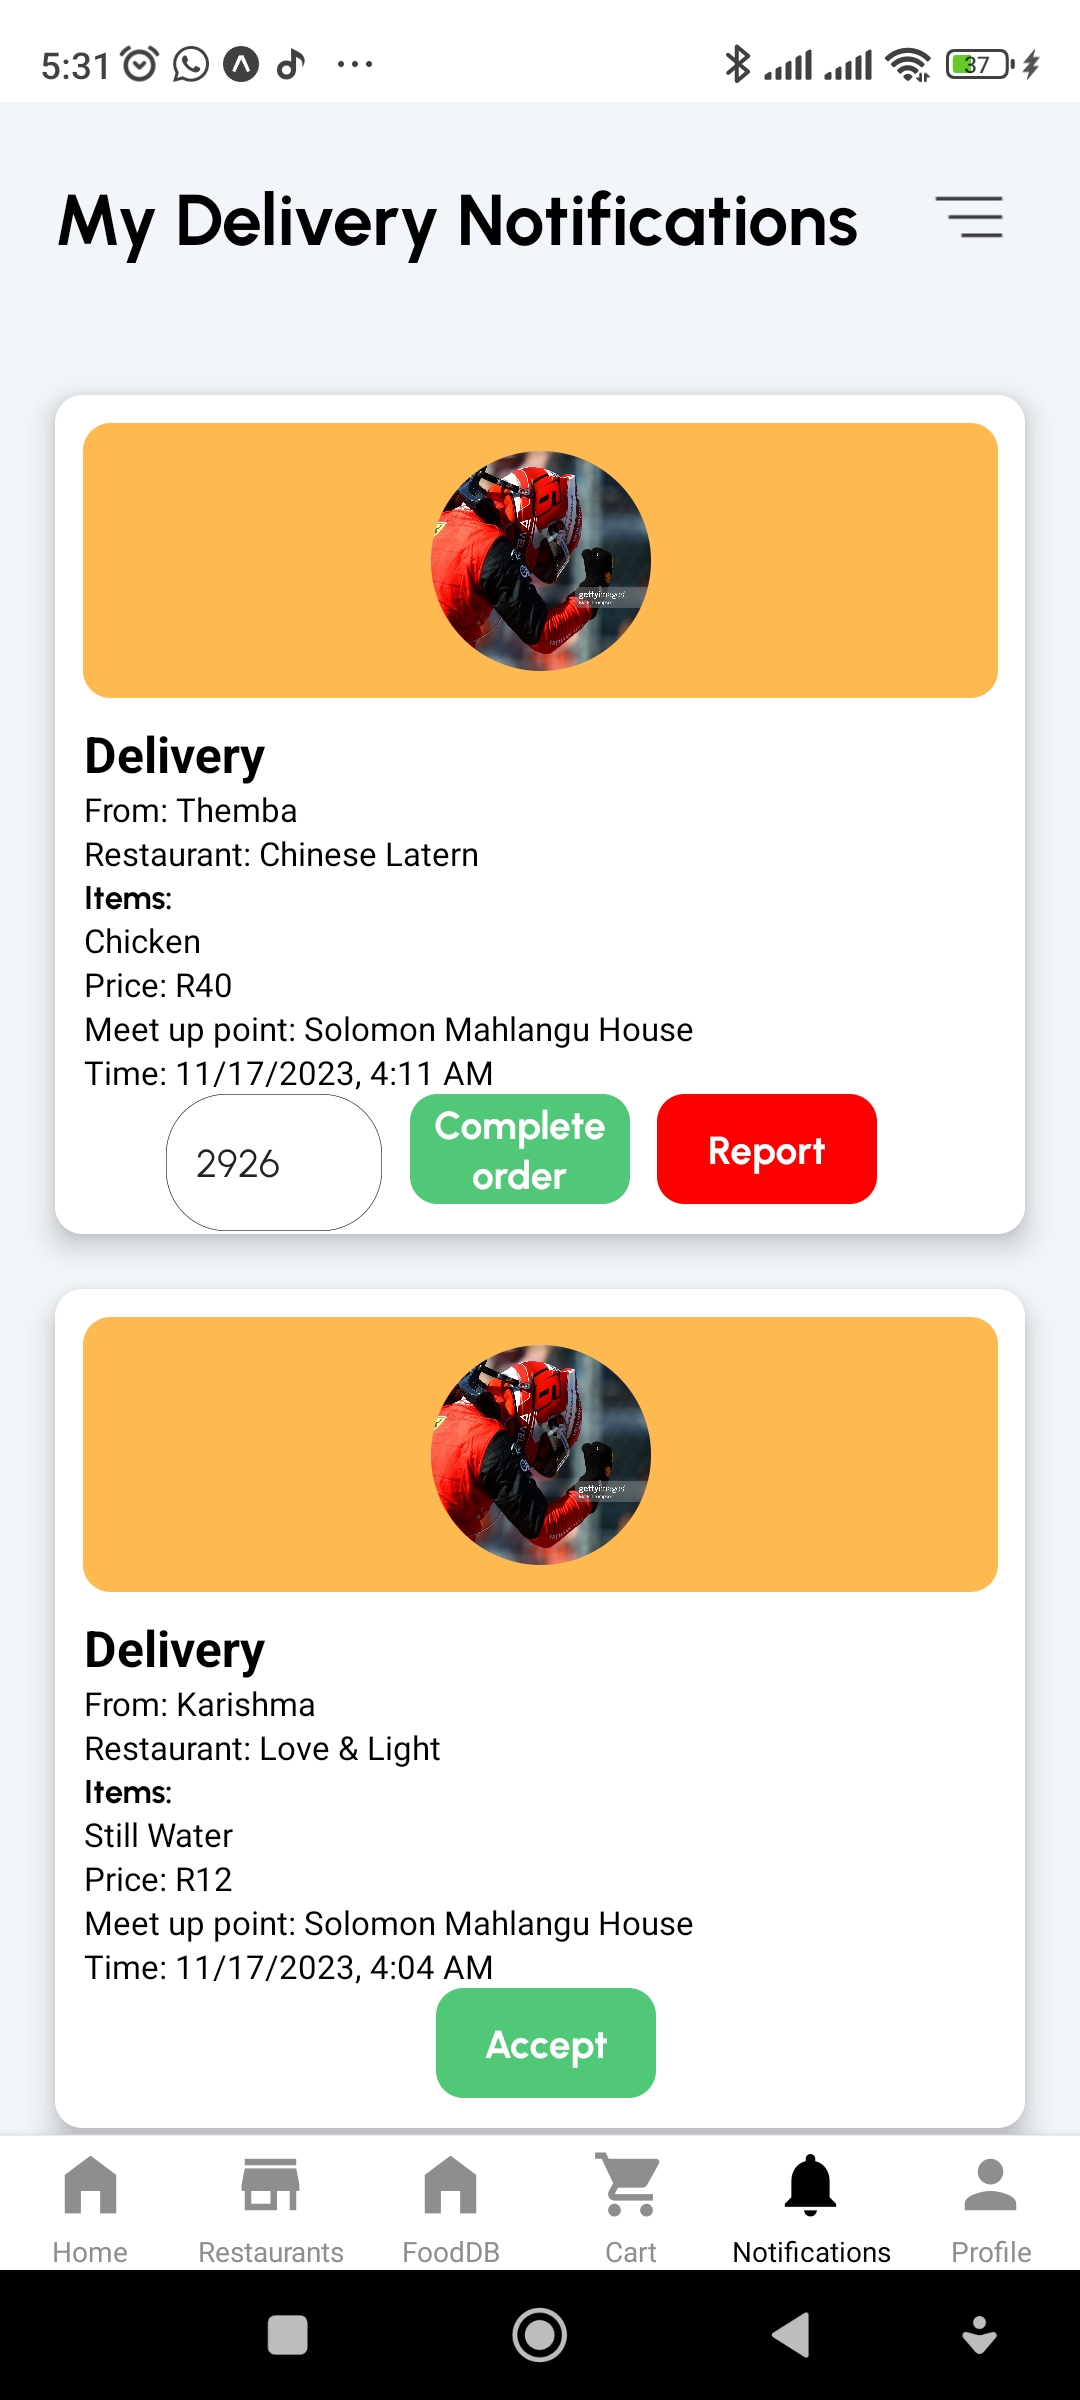 5:31
37
My Delivery Notifications
gettyimages
Delivery
From: Themba
Restaurant: Chinese Latern
Items:
Chicken
Price: R40
Meet up point: Solomon Mahlangu House
Time: 11/17/2023, 4:11 AM
2926
Complete
order
Report
gettyimages
Delivery
From: Karishma
Restaurant: Love & Light
Items:
Still Water
Price: R12
Meet up point: Solomon Mahlangu House
Time: 11/17/2023, 4:04 AM
Accept
Home
Restaurants
FoodDB
Cart
Notifications
Profile